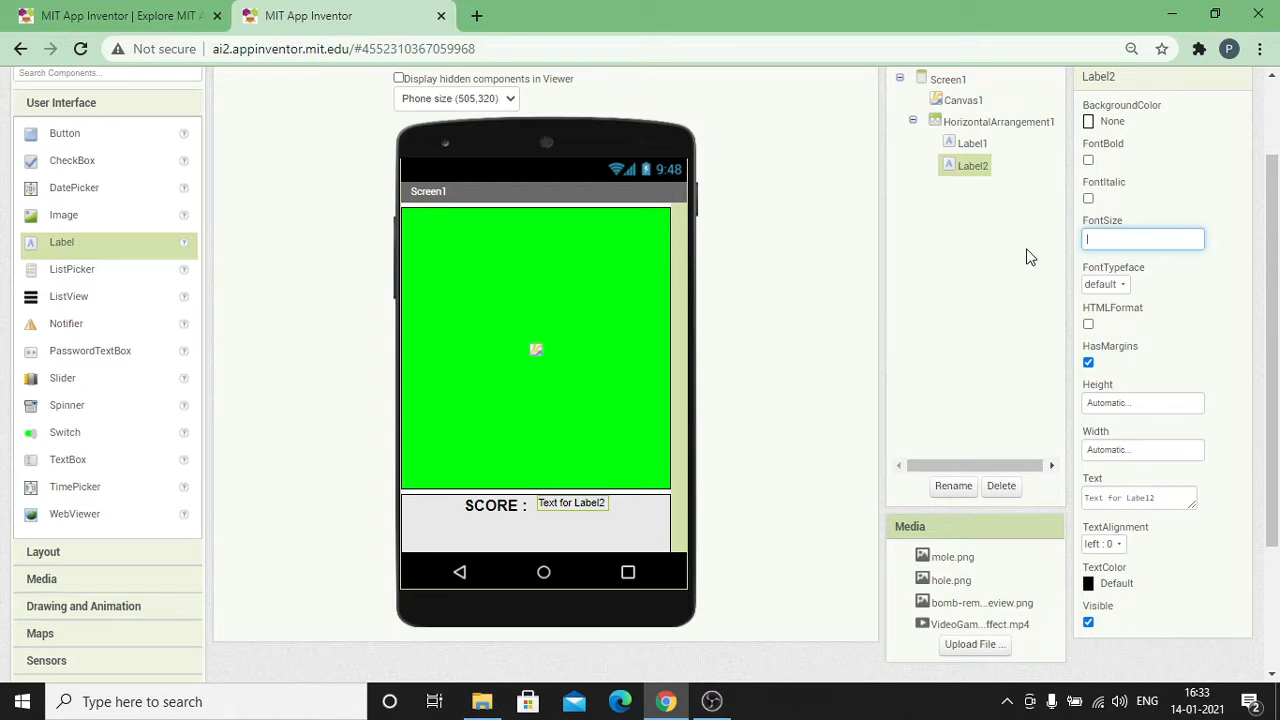 MIT App Inventor | Explore MIT A
MIT App Inventor
Not secure
ai2.appinventor.mit.edu/#4552310367059968
P
Search Components...
User Interface
Button
CheckBox
DatePicker
Image
Label
ListPicker
ListView
Notifier
PasswordTextBox
Slider
Spinner
Switch
TextBox
TimePicker
WebViewer
Layout
Media
Drawing and Animation
Maps
Sensors
Display hidden components in Viewer
Phone size (505,320)
9:48
Screen1
SCORE :
Text for Label2
Screen1
Canvas1
HorizontalArrangement1
Label1
Label2
Rename
Delete
Media
mole.png
hole.png
bomb-rem...eview.png
VideoGam...ffect.mp4
Upload File ...
Label2
BackgroundColor
None
FontBold
FontItalic
FontSize
FontTypeface
default
HTMLFormat
HasMargins
Height
Automatic...
Width
Automatic...
Text
Text for Label2
TextAlignment
left : 0
TextColor
Default
Visible
Type here to search
ENG
16:33
14-01-2021
2